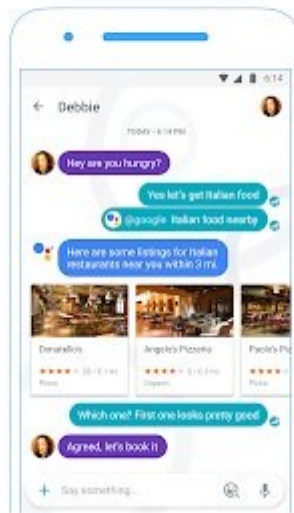 6:14
Debbie
TODAY • 6:14 PM
Hey are you hungry?
Yes let's get Italian food
@google Italian food nearby
Here are some listings for Italian
restaurants near you within 3 mi.
Donatello's
Angelo's Pizzeria
Paolo's Pi
Which one? First one looks pretty good
Agreed, let's book it
Say something...